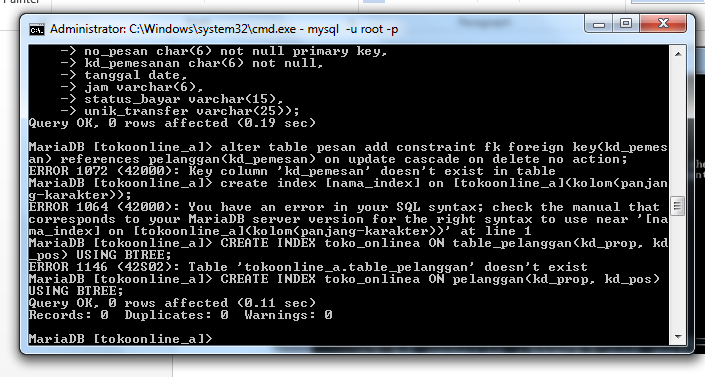 Paragraph
Administrator: C:\Windows\system32\cmd.exe - mysql -u root -p
-> no_pesan char(6) not null primary key,
-> kd_pemesanan char(6) not null,
-> tanggal date,
-> jam varchar(6),
-> status_bayar varchar(15),
-> unik_transfer varchar(25));
Query OK, 0 rows affected (0.19 sec)
MariaDB [tokoonline_a]> alter table pesan add constraint fk foreign key(kd_pemes
an) references pelanggan(kd_pemesan) on update cascade on delete no action;
ERROR 1072 (42000): Key column 'kd_pemesan' doesn't exist in table
MariaDB [tokoonline_a]> create index [nama_index] on [tokoonline_a](kolom(panjan
g-karakter));
ERROR 1064 (42000): You have an error in your SQL syntax; check the manual that
corresponds to your MariaDB server version for the right syntax to use near '[na
ma_index] on [tokoonline_a](kolom(panjang-karakter))' at line 1
MariaDB [tokoonline_a]> CREATE INDEX toko_onlinea ON table_pelanggan(kd_prop, kd
_pos) USING BTREE;
ERROR 1146 (42S02): Table 'tokoonline_a.table_pelanggan' doesn't exist
MariaDB [tokoonline_a]> CREATE INDEX toko_onlinea ON pelanggan(kd_prop, kd_pos)
USING BTREE;
Query OK, 0 rows affected (0.11 sec)
Records: 0 Duplicates: 0 Warnings: 0
MariaDB [tokoonline_a]>